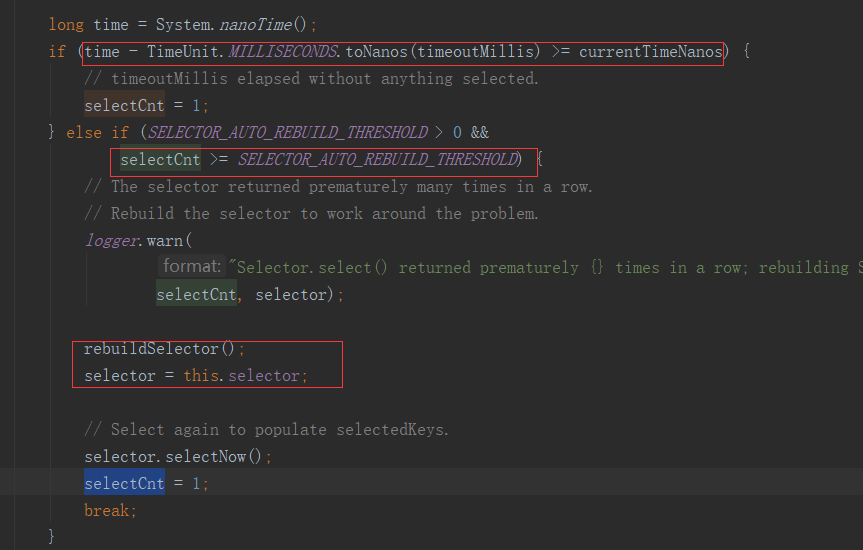 long time = System.nanoTime();
if (time - TimeUnit.MILLISECONDS.toNanos(timeoutMillis) >= currentTimeNanos) {
// timeoutMillis elapsed without anything selected.
selectCnt = 1;
} else if (SELECTOR_AUTO_REBUILD_THRESHOLD > 0 &&
selectCnt >= SELECTOR_AUTO_REBUILD_THRESHOLD) {
// The selector returned prematurely many times in a row.
// Rebuild the selector to work around the problem.
logger.warn(
format: "Selector.select() returned prematurely {} times in a row; rebuilding S
selectCnt, selector);
rebuildSelector();
selector = this.selector;
// Select again to populate selectedKeys.
selector.selectNow();
selectCnt = 1;
break;
}